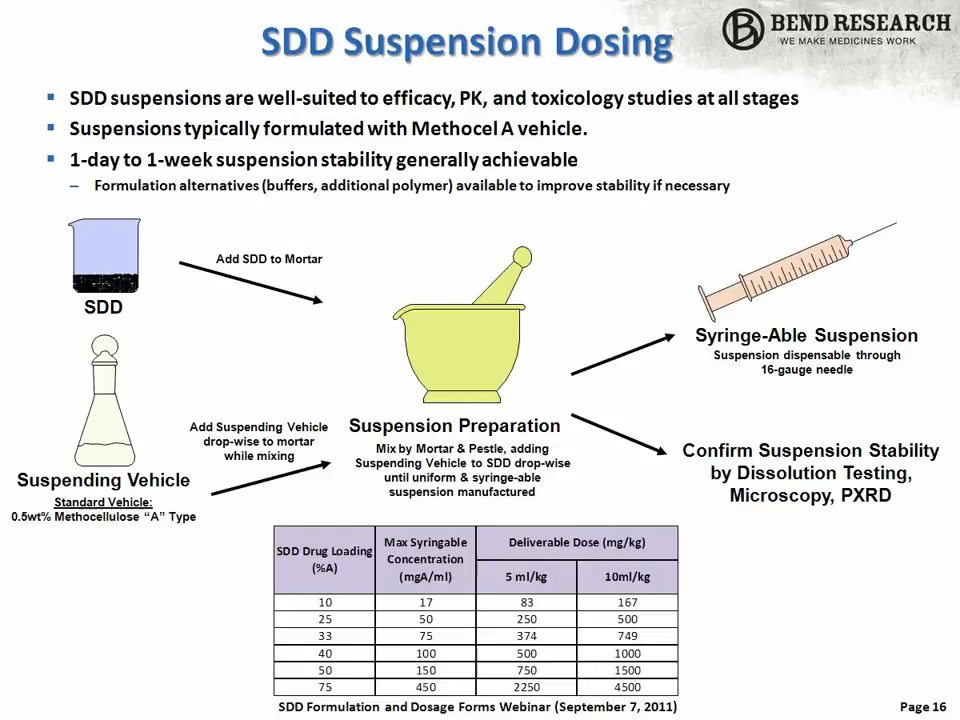 BEND RESEARCH
WE MAKE MEDICINES WORK
SDD Suspension Dosing
▪ SDD suspensions are well-suited to efficacy, PK, and toxicology studies at all stages
▪ Suspensions typically formulated with Methocel A vehicle.
▪ 1-day to 1-week suspension stability generally achievable
– Formulation alternatives (buffers, additional polymer) available to improve stability if necessary
Add SDD to Mortar
SDD
Suspending Vehicle
Standard Vehicle:
0.5wt% Methocellulose “A” Type
Add Suspending Vehicle
drop-wise to mortar
while mixing
Suspension Preparation
Mix by Mortar & Pestle, adding
Suspending Vehicle to SDD drop-wise
until uniform & syringe-able
suspension manufactured
Syringe-Able Suspension
Suspension dispensable through
16-gauge needle
Confirm Suspension Stability
by Dissolution Testing,
Microscopy, PXRD
SDD Drug Loading
(%A)
Max Syringable
Concentration
(mgA/ml)
Deliverable Dose (mg/kg)
5 ml/kg 10ml/kg
10 17 83 167
25 50 250 500
33 75 374 749
40 100 500 1000
50 150 750 1500
75 450 2250 4500
SDD Formulation and Dosage Forms Webinar (September 7, 2011)
Page 16